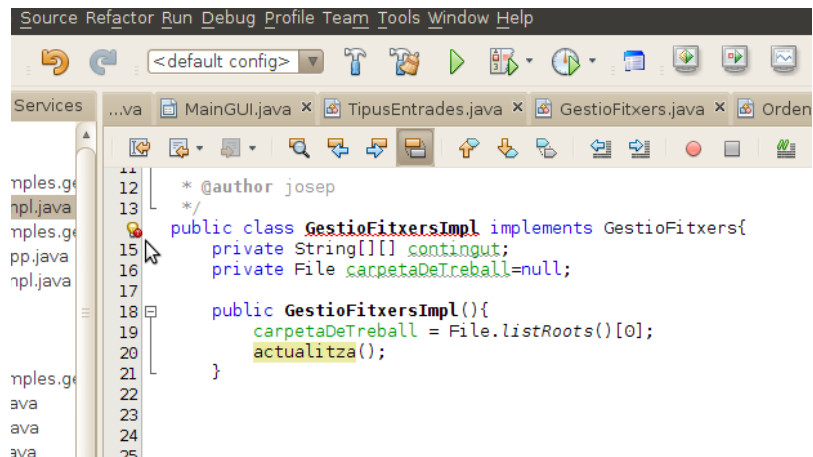 Source Refactor Run Debug Profile Team Tools Window Help
<default config>
Services ...va MainGUI.java × TipusEntrades.java × GestioFitxers.java × Orden
11
12 * @author josep
13 */
public class GestioFitxersImpl implements GestioFitxers{
15 private String[][] contingut;
16 private File carpetaDeTreball=null;
17
18 public GestioFitxersImpl(){
19 carpetaDeTreball = File.listRoots()[0];
20 actualitza();
21 }
22
23
24
25
mples.ge
npl.java
mples.ge
pp.java
npl.java
mples.ge
ava
ava
ava